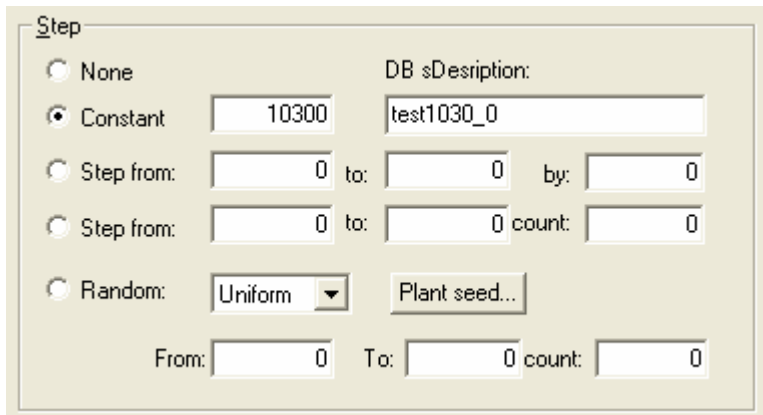 Step
None DB sDesription:
Constant 10300 test1030_0
Step from: 0 to: 0 by: 0
Step from: 0 to: 0 count: 0
Random: Uniform Plant seed...
From: 0 To: 0 count: 0